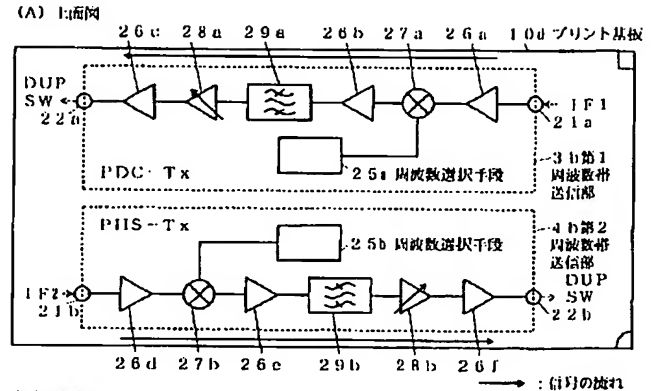 (A) 上面図
26c 28a 29a 26b 27a 26a 10d プリント基板
DUP
SW
22a
IF1
21a
25a 周波数選択手段
PDC-Tx
3b 第1
周波数帯
送信部
PHS-Tx
25b 周波数選択手段
4b 第2
周波数帯
送信部
IF2
21b
DUP
SW
22b
26d 27b 26e 29b 28b 26f
:信号の流れ